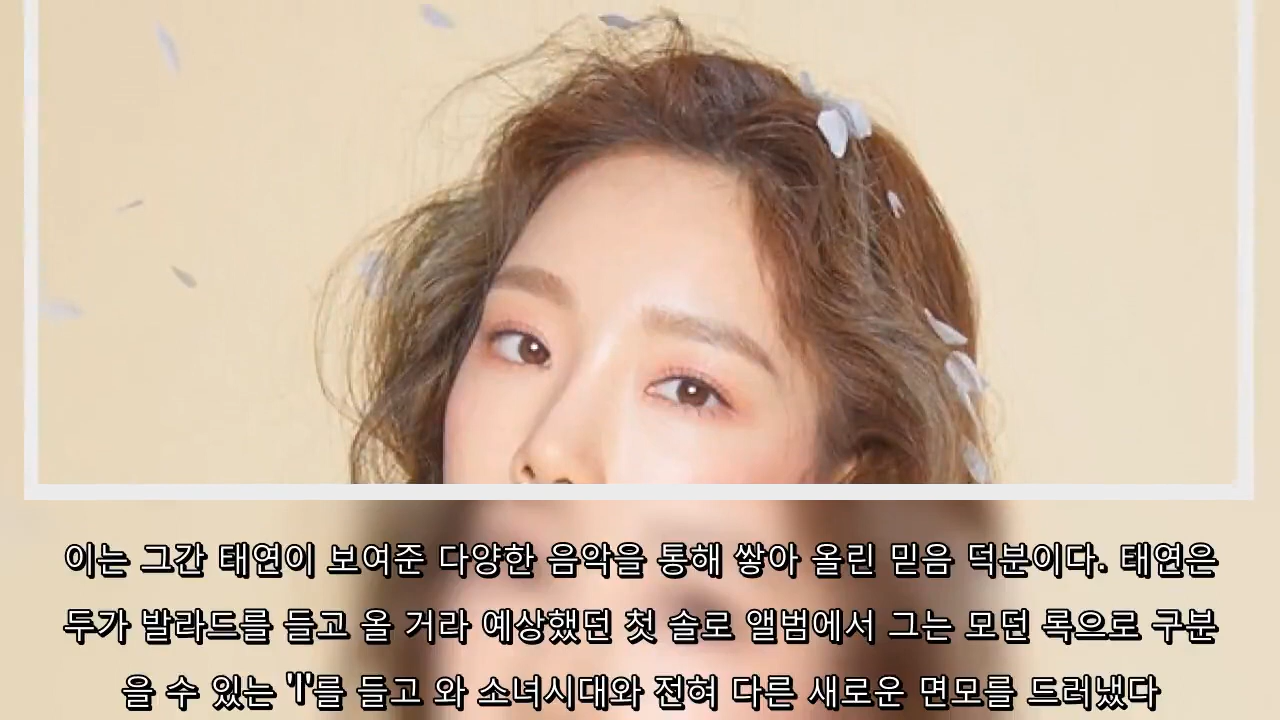 이는 그간 태연이 보여준 다양한 음악을 통해 쌓아 올린 믿음 덕분이다. 태연은
두가 발라드를 들고 올 거라 예상했던 첫 솔로 앨범에서 그는 모던 록으로 구분
을 수 있는 'I'를 들고 와 소녀시대와 전혀 다른 새로운 면모를 드러냈다